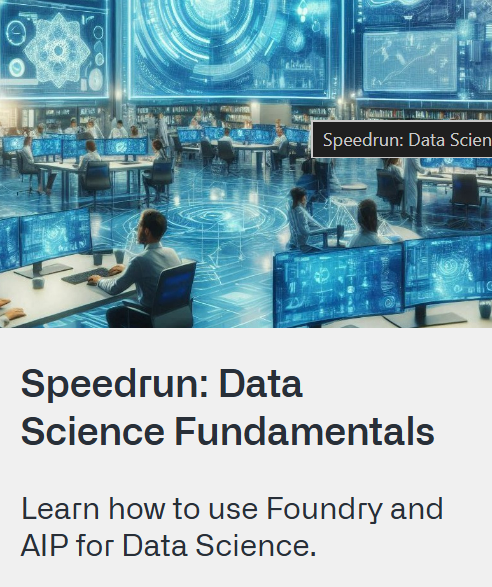 Speedrun: Data Scien
Speedrun: Data
Science Fundamentals
Learn how to use Foundry and
AIP for Data Science.